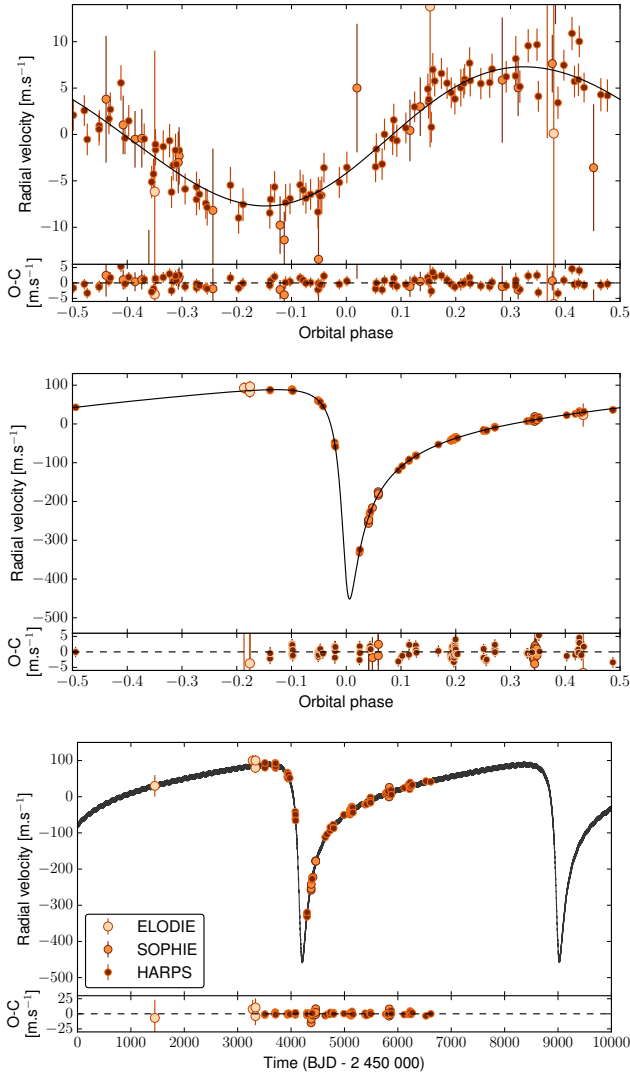 10
5
0
−5
−10
Radial velocity [m.s⁻¹]
5
0
−5
O-C
[m.s⁻¹]
−0.5 −0.4 −0.3 −0.2 −0.1 0.0 0.1 0.2 0.3 0.4 0.5
Orbital phase
100
0
−100
−200
−300
−400
−500
Radial velocity [m.s⁻¹]
5
0
−5
O-C
[m.s⁻¹]
−0.5 −0.4 −0.3 −0.2 −0.1 0.0 0.1 0.2 0.3 0.4 0.5
Orbital phase
100
0
−100
−200
−300
−400
−500
Radial velocity [m.s⁻¹]
ELODIE
SOPHIE
HARPS
25
0
−25
O-C
[m.s⁻¹]
0 1000 2000 3000 4000 5000 6000 7000 8000 9000 10000
Time (BJD - 2 450 000)